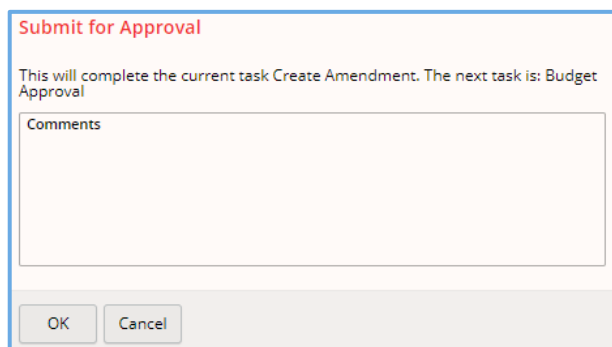 Submit for Approval
This will complete the current task Create Amendment. The next task is: Budget
Approval
Comments
OK
Cancel